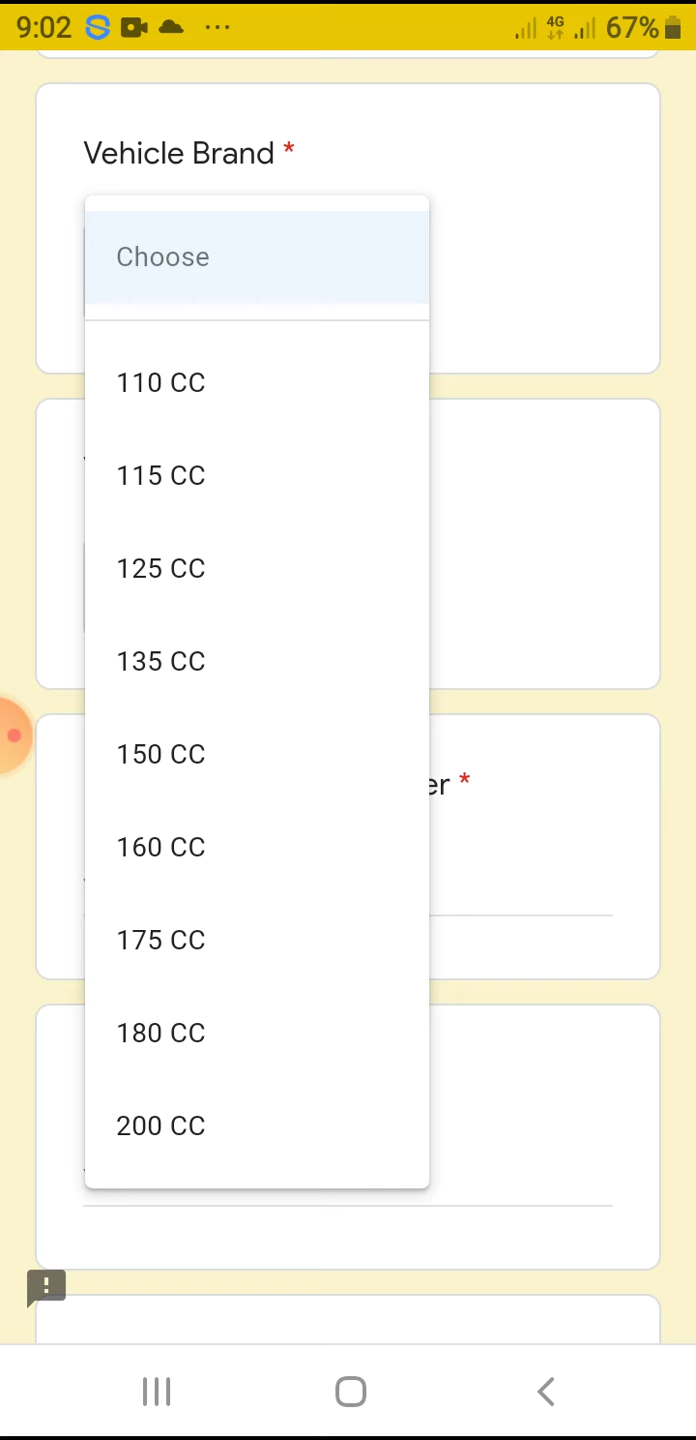 9:02 ... 4G 67%
Vehicle Brand *
Choose
110 CC
115 CC
125 CC
135 CC
150 CC
er *
160 CC
175 CC
180 CC
200 CC